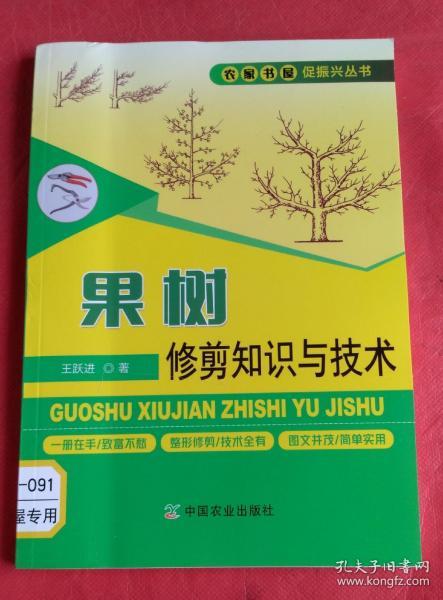 农家书屋 促振兴丛书
果树
修剪知识与技术
王跃进 ◎ 著
GUOSHU XIUJIAN ZHISHI YU JISHU
一册在手/致富不愁 整形修剪/技术全有 图文并茂/简单实用
-091
屋专用
中国农业出版社
孔夫子旧书网
www.kongfz.com